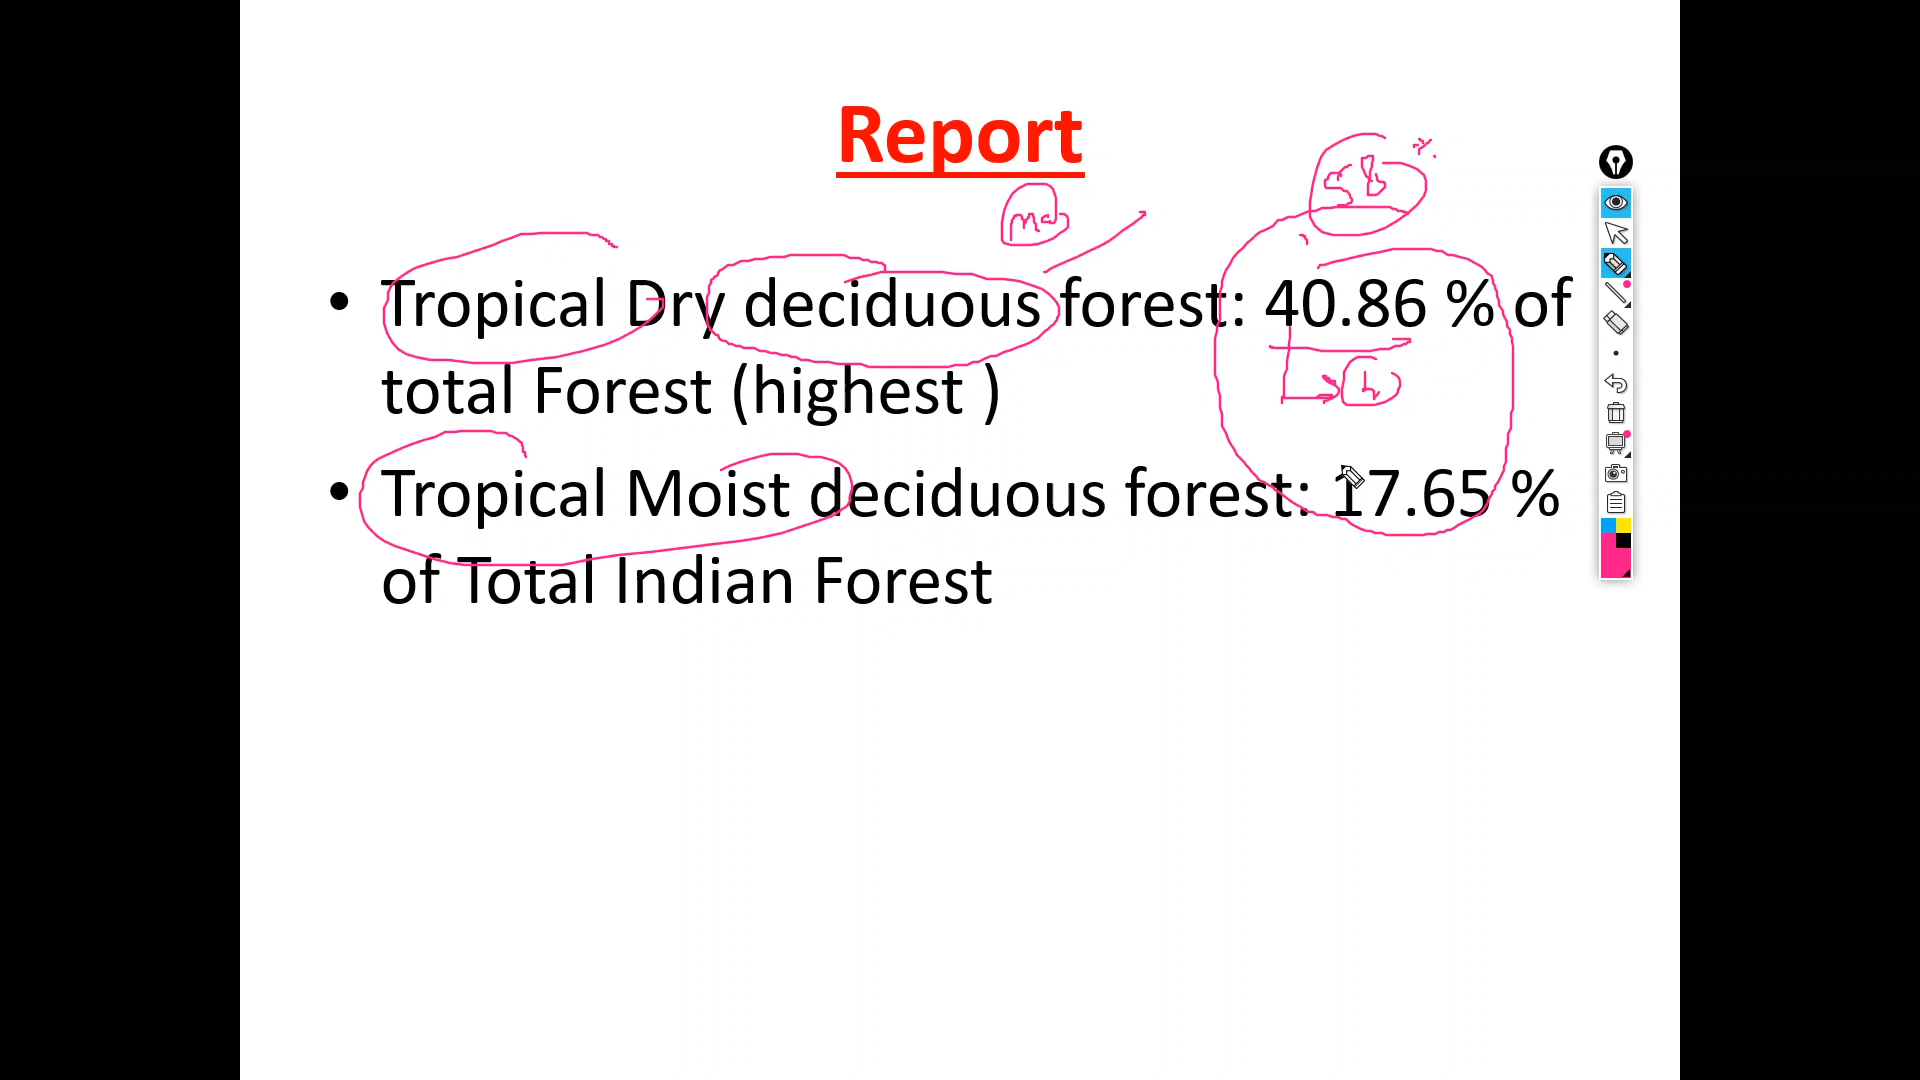 Report
58 %
• Tropical Dry deciduous forest: 40.86 % of
total Forest (highest )
• Tropical Moist deciduous forest: 17.65 %
of Total Indian Forest